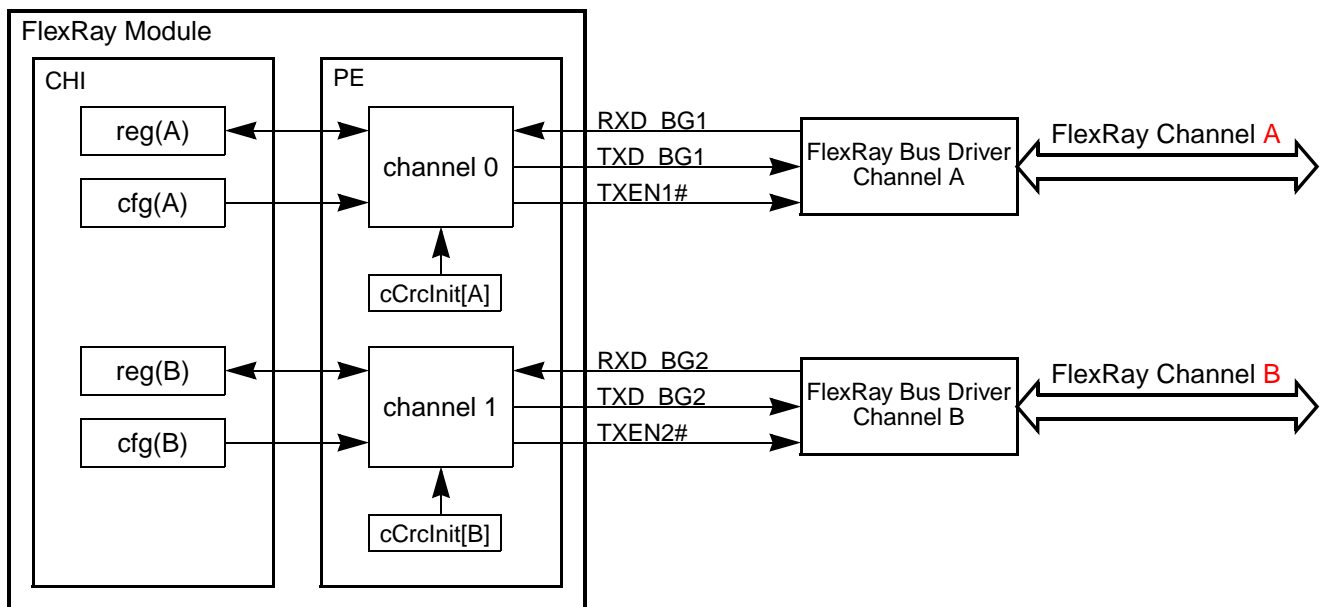 FlexRay Module
CHI
PE
reg(A)
cfg(A)
channel 0
cCrcInit[A]
RXD_BG1
TXD_BG1
TXEN1#
FlexRay Bus Driver
Channel A
FlexRay Channel A
reg(B)
cfg(B)
channel 1
cCrcInit[B]
RXD_BG2
TXD_BG2
TXEN2#
FlexRay Bus Driver
Channel B
FlexRay Channel B